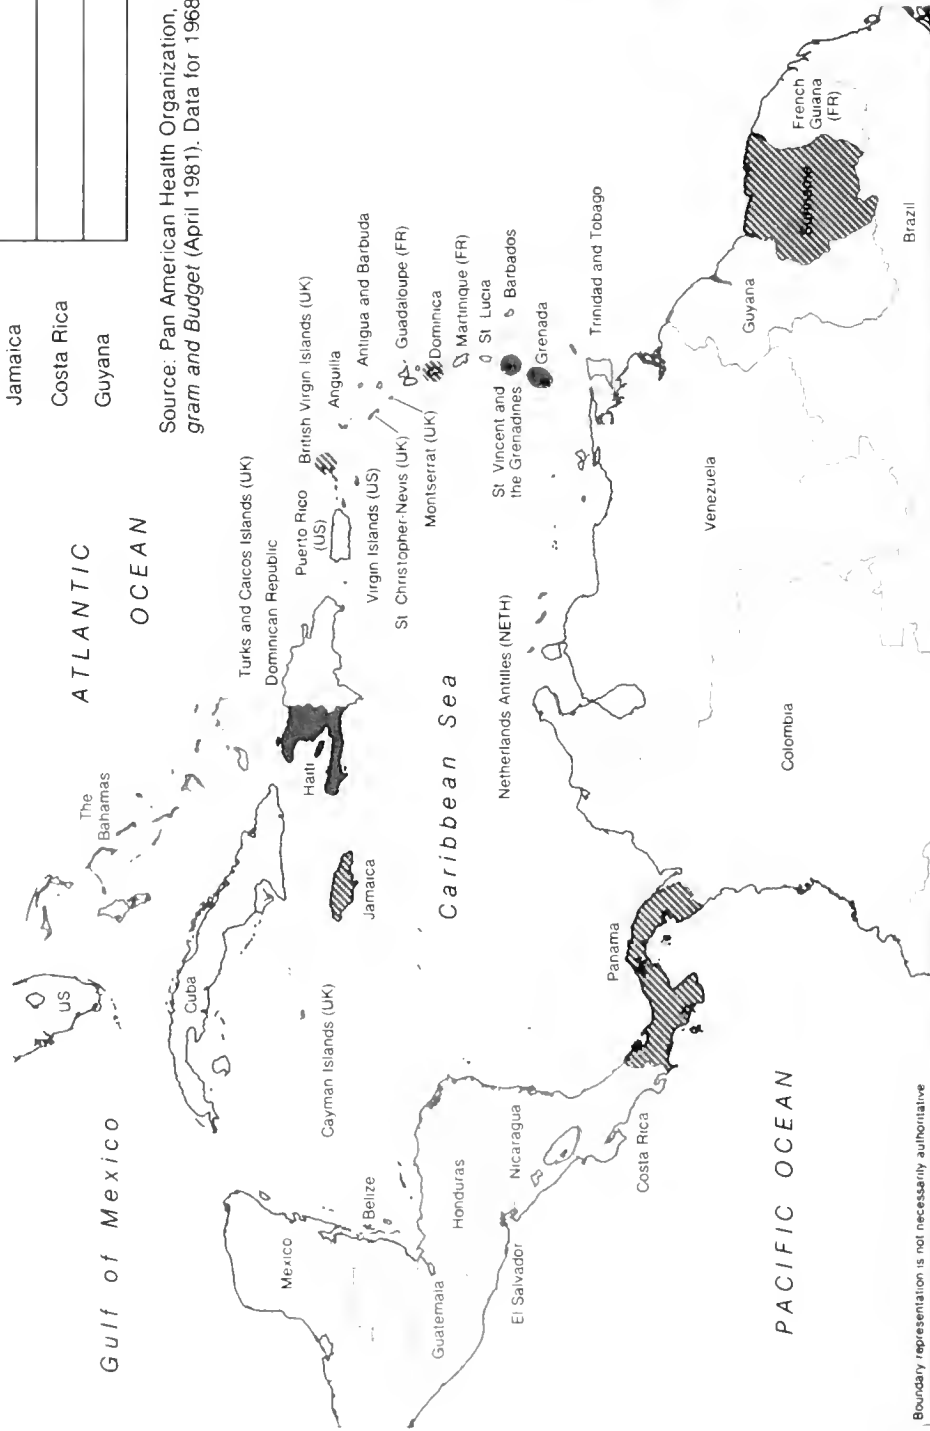 Jamaica
Costa Rica
Guyana
Source: Pan American Health Organization,
gram and Budget (April 1981). Data for 1968
Gulf of Mexico
US
The
Bahamas
ATLANTIC
OCEAN
Cuba
Turks and Caicos Islands (UK)
Dominican Republic
Haiti
Puerto Rico
(US)
British Virgin Islands (UK)
Virgin Islands (US)
Anguilla
Antigua and Barbuda
St Christopher-Nevis (UK)
Guadaloupe (FR)
Montserrat (UK)
Dominica
Martinique (FR)
St Lucia
Barbados
St Vincent and
the Grenadines
Grenada
Trinidad and Tobago
Mexico
Cayman Islands (UK)
Jamaica
Belize
Caribbean Sea
Guatemala
Honduras
El Salvador
Nicaragua
Netherlands Antilles (NETH)
Costa Rica
Panama
Venezuela
Colombia
Guyana
Suriname
French
Guiana
(FR)
Brazil
PACIFIC OCEAN
Boundary representation is not necessarily authoritative